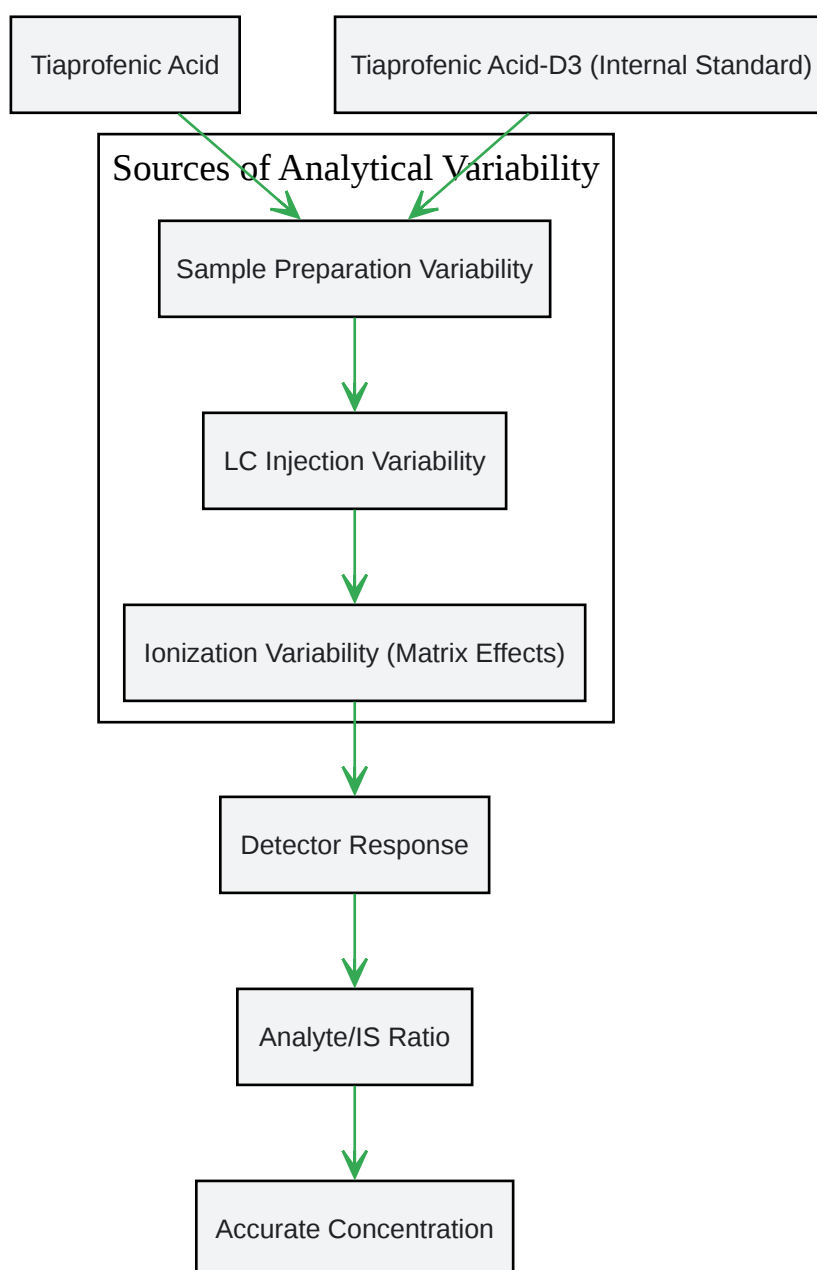 Tiaprofenic Acid
Tiaprofenic Acid-D3 (Internal Standard)
Sources of Analytical Variability
Sample Preparation Variability
LC Injection Variability
Ionization Variability (Matrix Effects)
Detector Response
Analyte/IS Ratio
Accurate Concentration